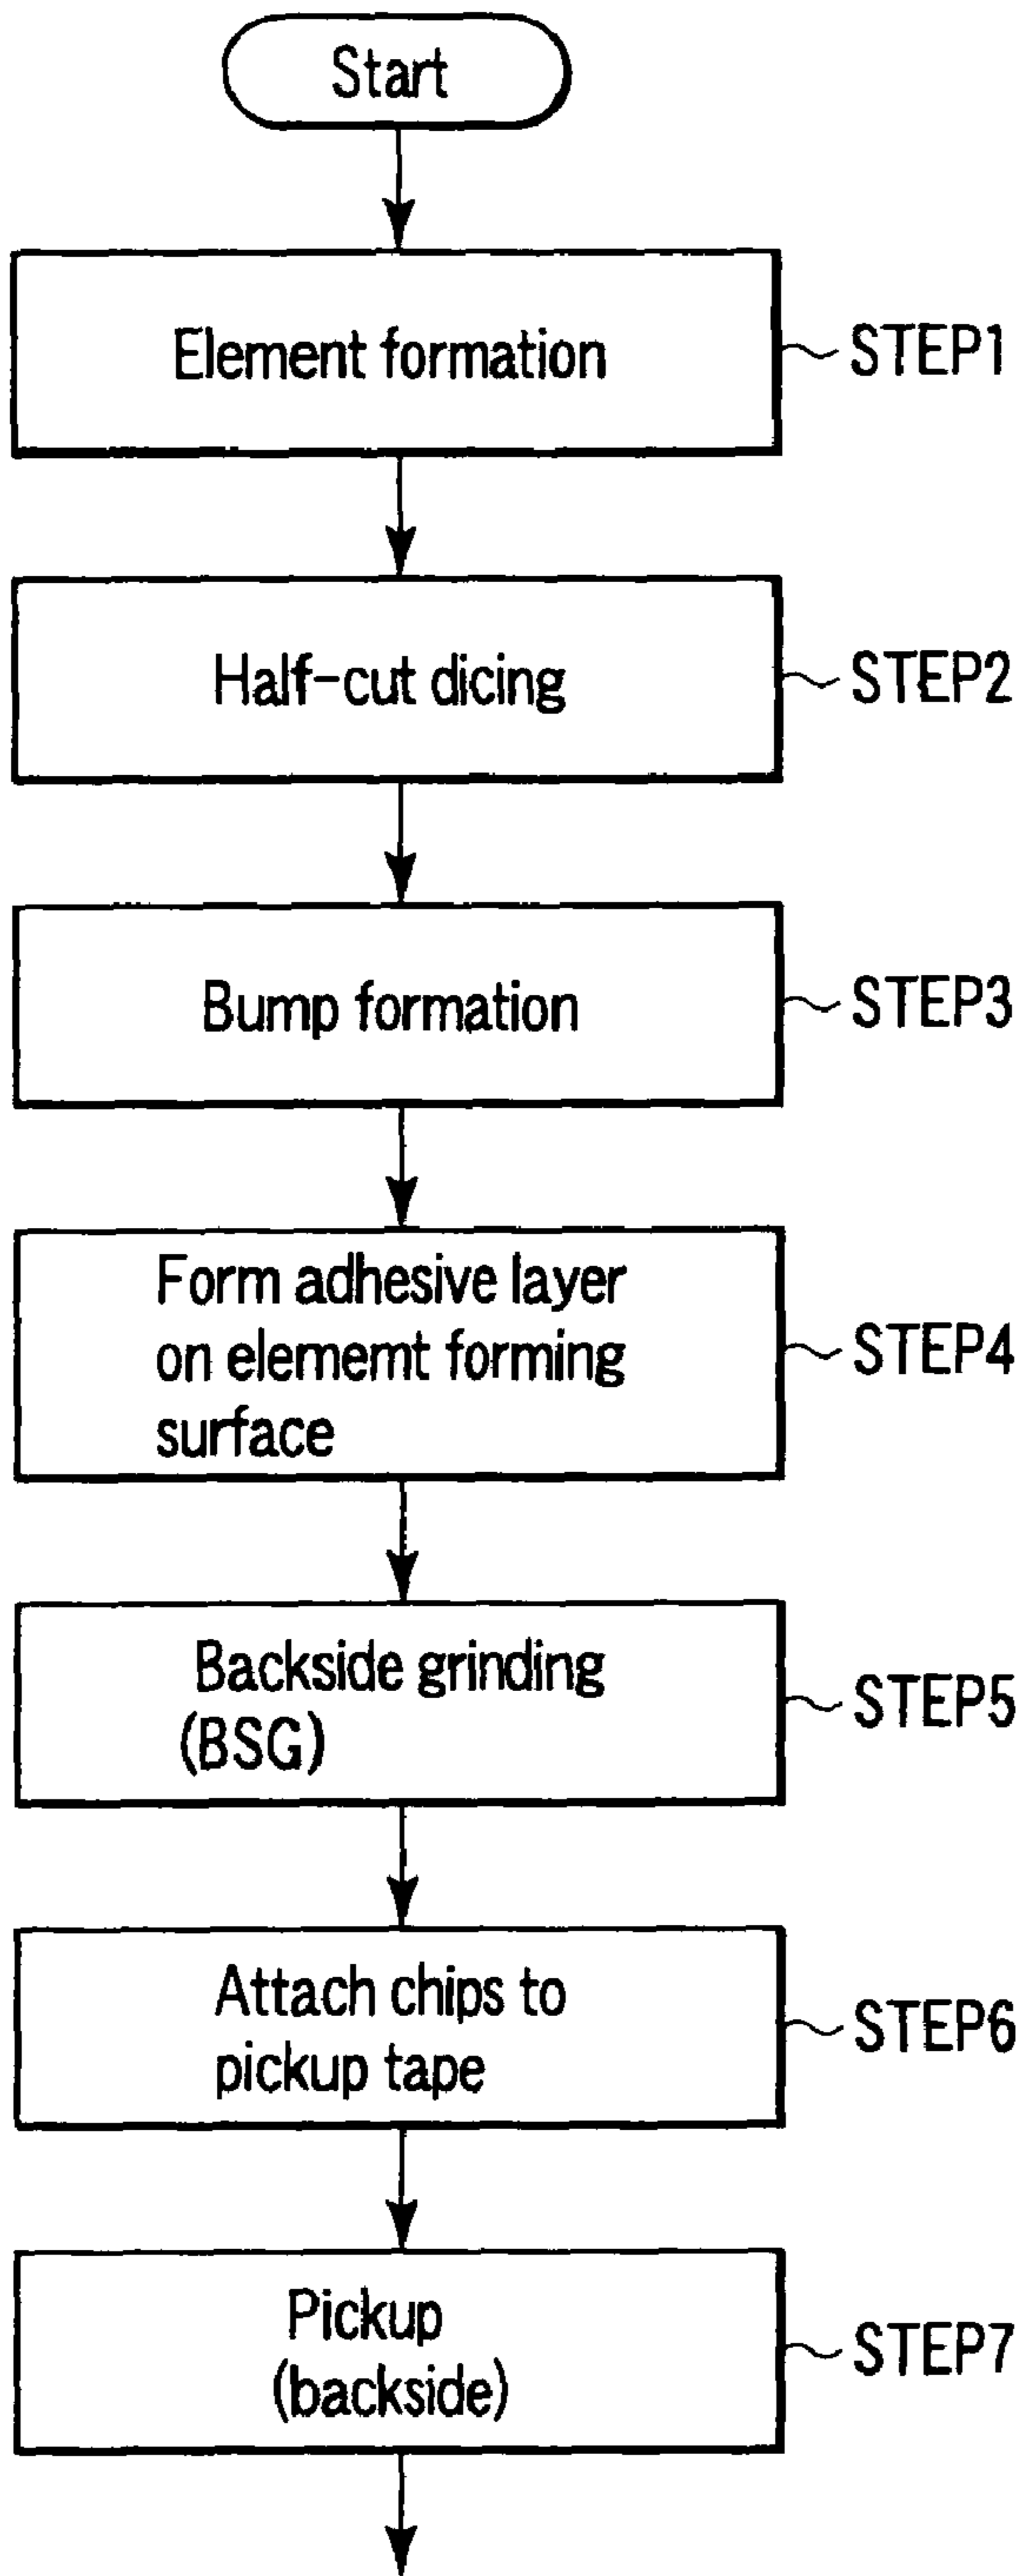 Start
Element formation
STEP1
Half-cut dicing
STEP2
Bump formation
STEP3
Form adhesive layer
on elememt forming
surface
STEP4
Backside grinding
(BSG)
STEP5
Attach chips to
pickup tape
STEP6
Pickup
(backside)
STEP7